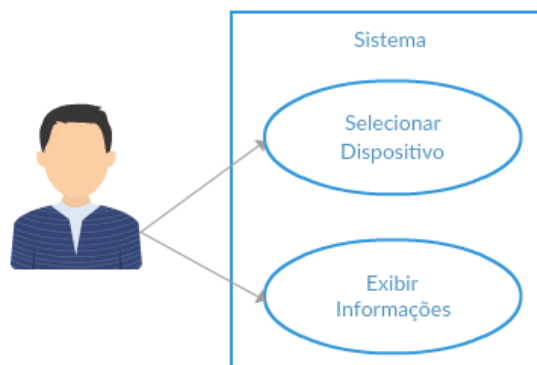 Sistema
Selecionar
Dispositivo
Exibir
Informações